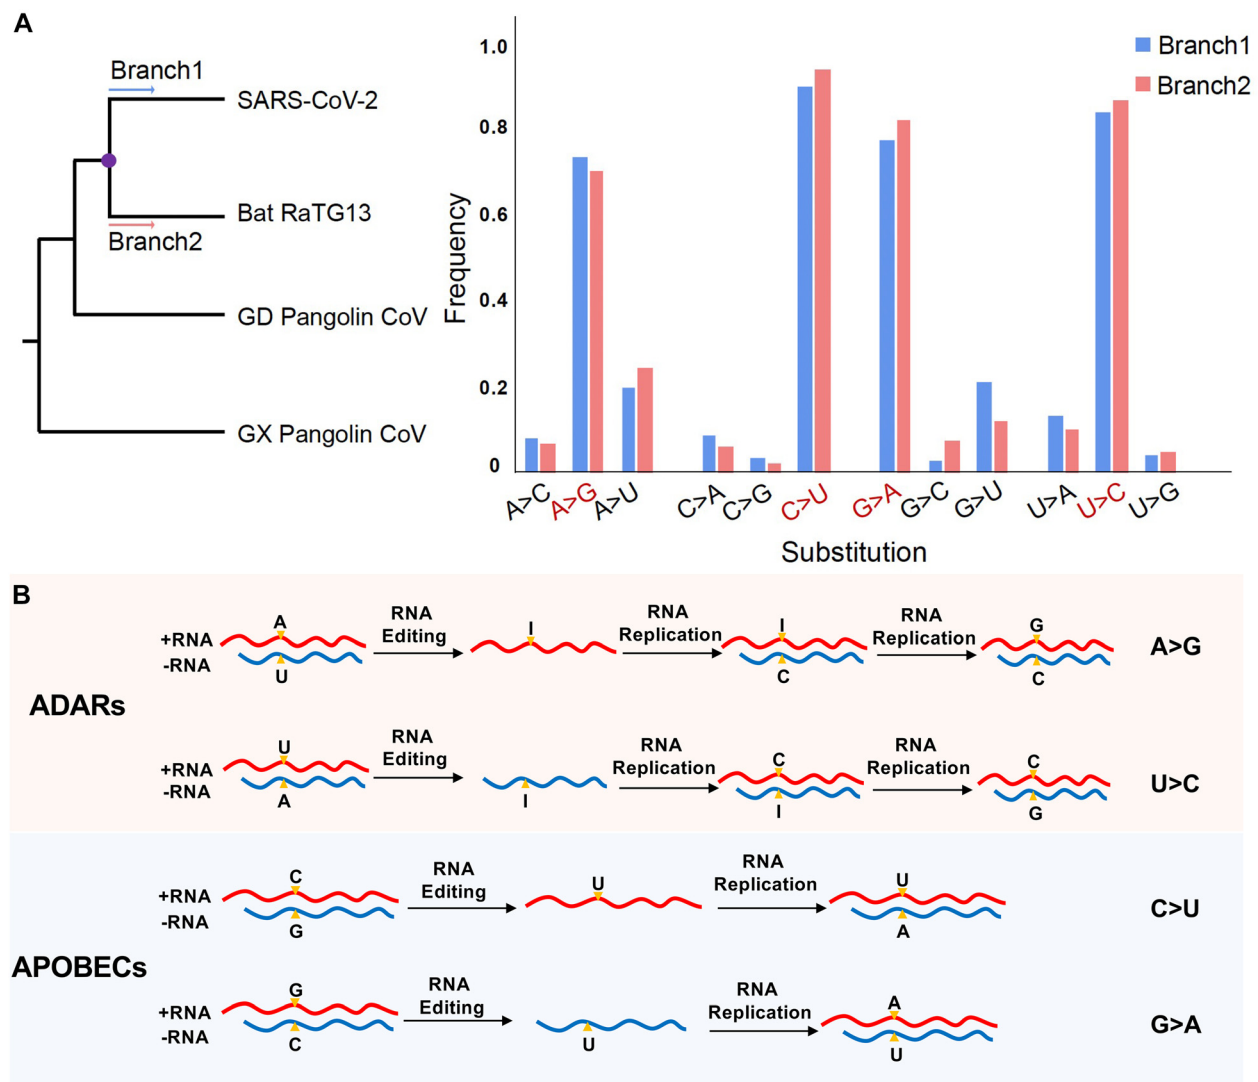 A
Branch1
SARS-CoV-2
Bat RaTG13
Branch2
GD Pangolin CoV
GX Pangolin CoV
Frequency
1.0
0.8
0.6
0.4
0.2
0
Branch1
Branch2
A>C
A>G
A>U
C>A
C>G
C>U
G>A
G>C
G>U
U>A
U>C
U>G
Substitution
B
ADARs
+RNA
-RNA
A
U
RNA
Editing
I
RNA
Replication
I
C
RNA
Replication
G
C
A>G
+RNA
-RNA
U
A
RNA
Editing
I
RNA
Replication
C
I
RNA
Replication
C
G
U>C
APOBECs
+RNA
-RNA
C
G
RNA
Editing
U
RNA
Replication
U
A
C>U
+RNA
-RNA
G
C
RNA
Editing
U
RNA
Replication
A
U
G>A